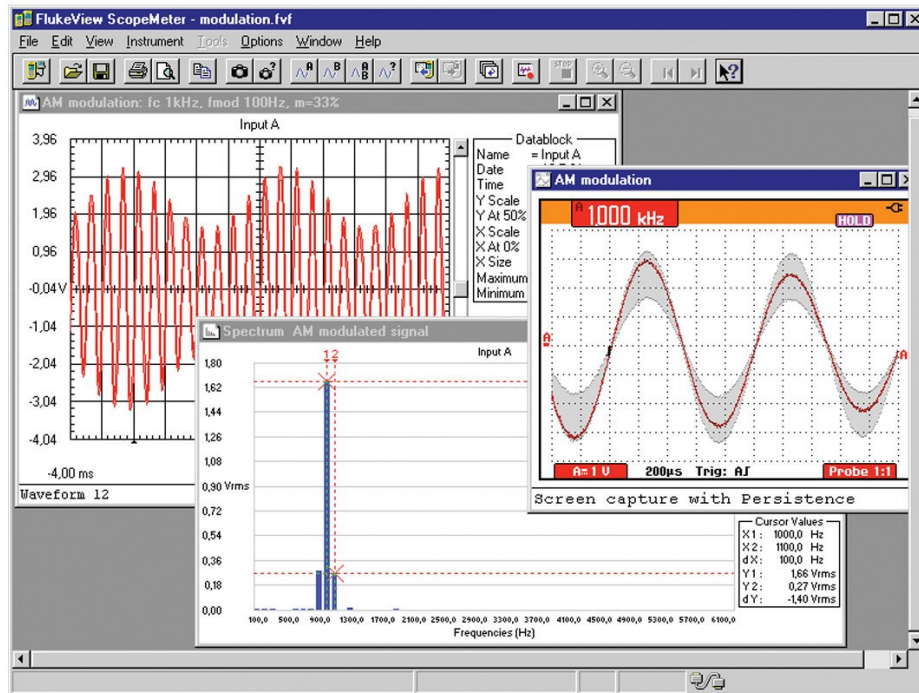 FlukeView ScopeMeter - modulation.fvf
File Edit View Instrument Tools Options Window Help
A B A B ? STOP
AM modulation: fc 1kHz, fmod 100Hz, m=33%
Input A
3,96
2,96
1,96
0,96
-0,04 V
-1,04
-2,04
-3,04
-4,04
-4,00 ms
Waveform 12
Datablock
Name = Input A
Date
Time
Y Scale
Y At 50%
X Scale
X At 0%
X Size
Maximum
Minimum
AM modulation
A 1,000 kHz
HOLD
A
A
A= 1 V 200µs Trig: A Probe 1:1
Screen capture with Persistence
Spectrum AM modulated signal
Input A
1 2
1,80
1,62
1,44
1,26
1,08
0,90 Vrms
0,72
0,54
0,36
0,18
0,00
100,0 500,0 900,0 1300,0 1700,0 2100,0 2500,0 2900,0 3300,0 3700,0 4100,0 4500,0 4900,0 5300,0 5700,0 6100,0
Frequencies (Hz)
Cursor Values
X1: 1000,0 Hz
X2: 1100,0 Hz
dX: 100,0 Hz
Y1: 1,66 Vrms
Y2: 0,27 Vrms
dY: -1,40 Vrms